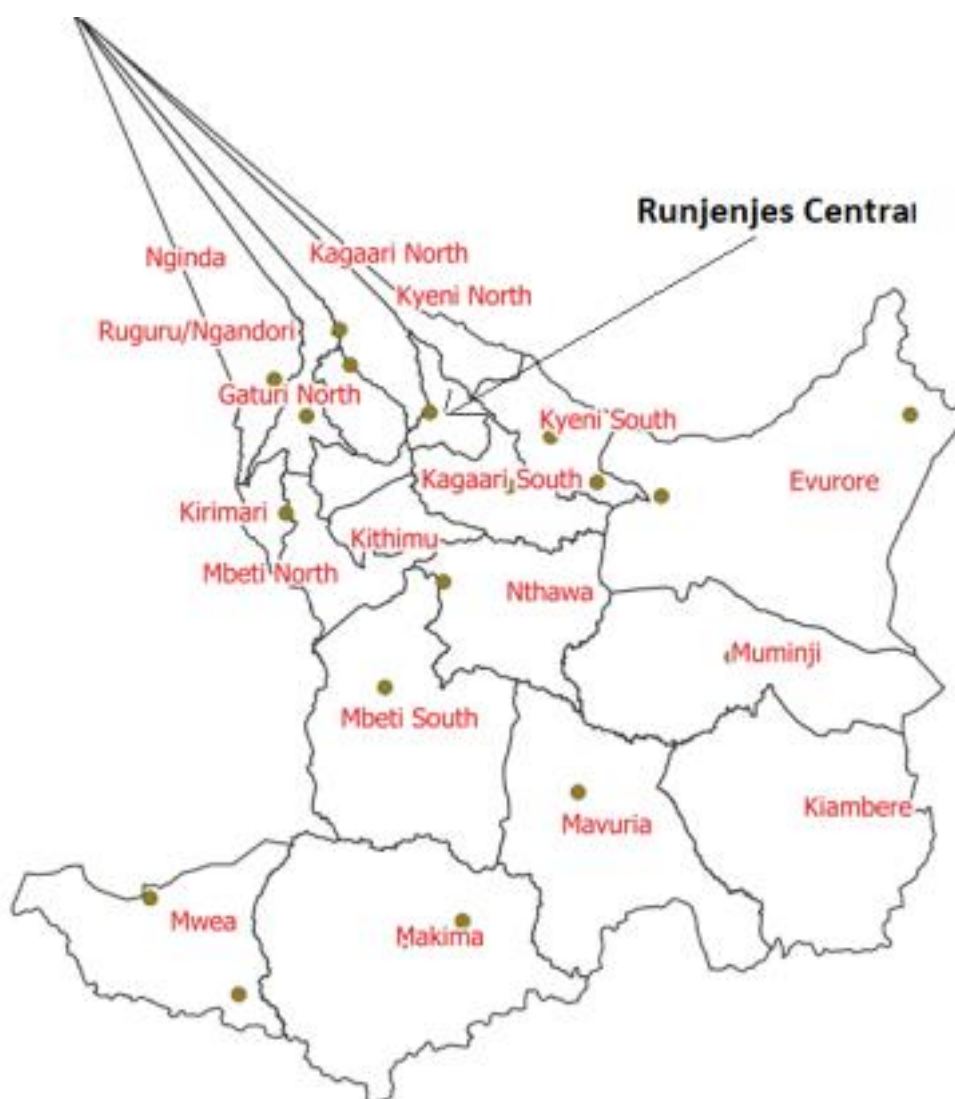 Runjenjes Central
Nginda
Kagaari North
Kyeni North
Ruguru/Ngandori
Gaturi North
Kyeni South
Kagaari South
Evurore
Kirimari
Kithimu
Mbeti North
Nthawa
Muminji
Mbeti South
Kiambere
Mavuria
Mwea
Makima